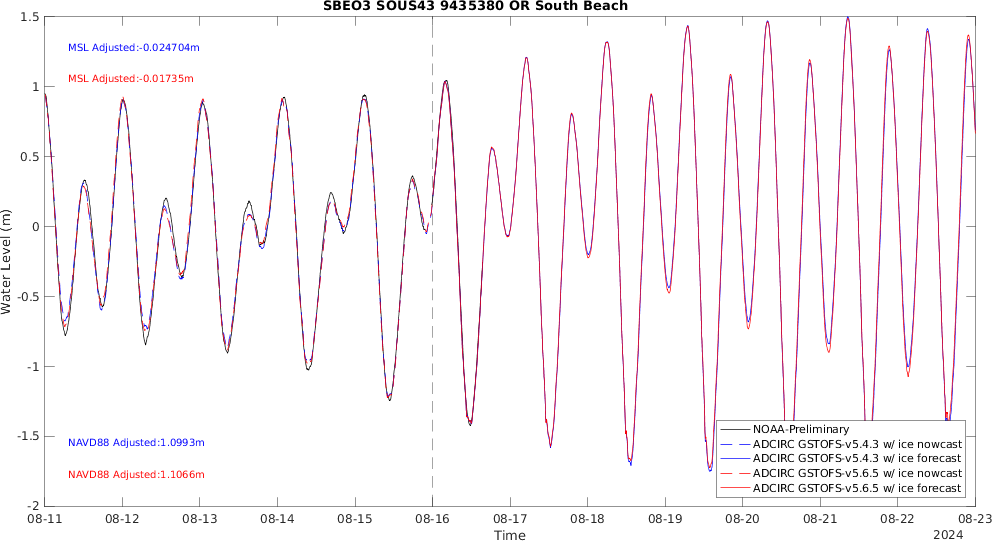 SBEO3 SOUS43 9435380 OR South Beach
1.5
1
0.5
0
-0.5
-1
-1.5
-2
Water Level (m)
MSL Adjusted:-0.024704m
MSL Adjusted:-0.01735m
NAVD88 Adjusted:1.0993m
NAVD88 Adjusted:1.1066m
NOAA-Preliminary
ADCIRC GSTOFS-v5.4.3 w/ ice nowcast
ADCIRC GSTOFS-v5.4.3 w/ ice forecast
ADCIRC GSTOFS-v5.6.5 w/ ice nowcast
ADCIRC GSTOFS-v5.6.5 w/ ice forecast
08-11 08-12 08-13 08-14 08-15 08-16 08-17 08-18 08-19 08-20 08-21 08-22 08-23
Time
2024